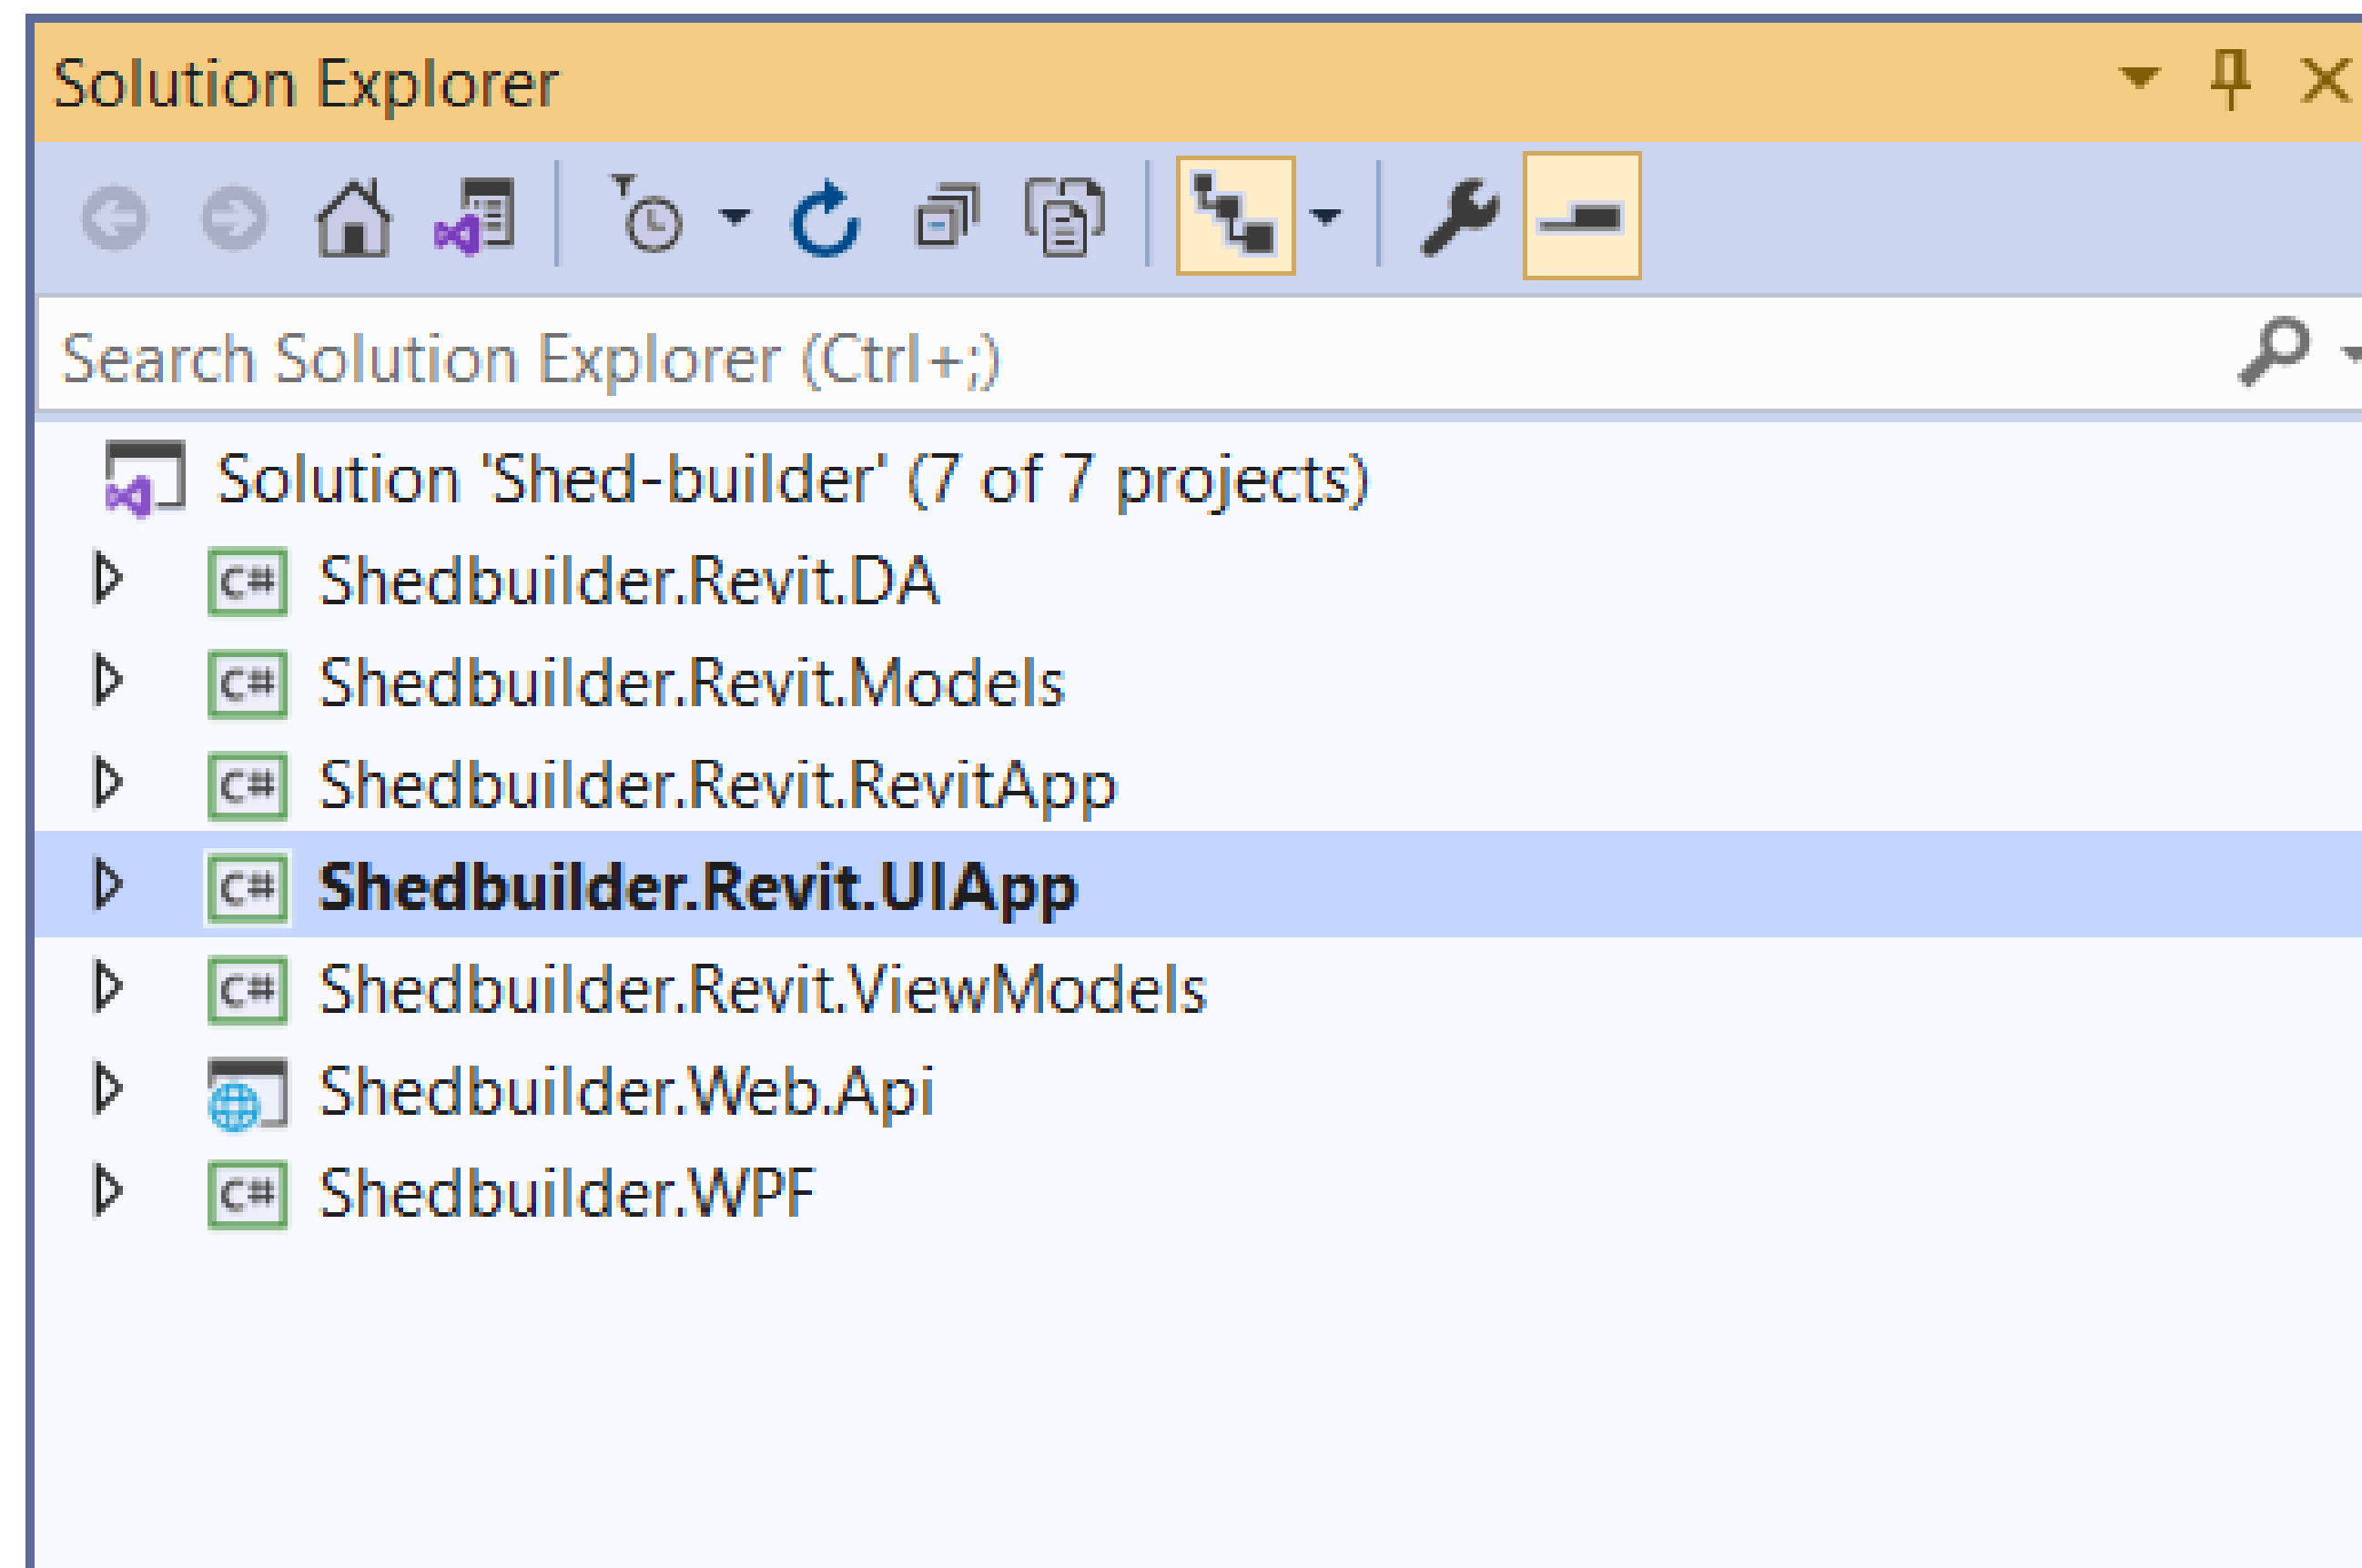 Solution Explorer
Search Solution Explorer (Ctrl+;)
Solution 'Shed-builder' (7 of 7 projects)
C# Shedbuilder.Revit.DA
C# Shedbuilder.Revit.Models
C# Shedbuilder.Revit.RevitApp
C# Shedbuilder.Revit.UIApp
C# Shedbuilder.Revit.ViewModels
Shedbuilder.Web.Api
C# Shedbuilder.WPF